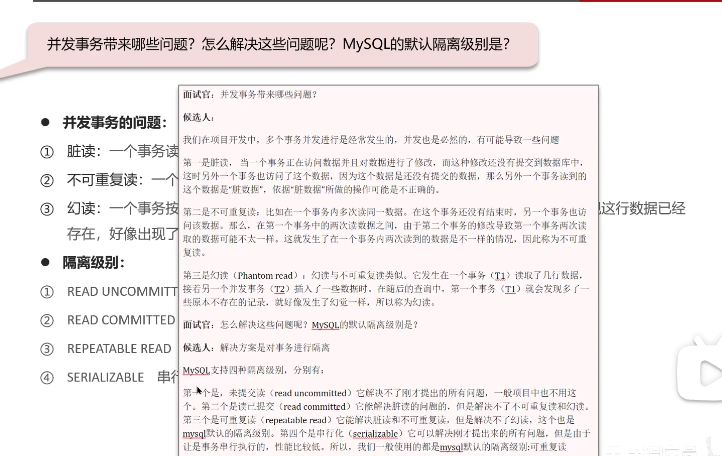 并发事务带来哪些问题？怎么解决这些问题呢？MySQL的默认隔离级别是？
● 并发事务的问题：
① 脏读：一个事务读
② 不可重复读：一个
③ 幻读：一个事务按
现这行数据已经
存在，好像出现了
● 隔离级别：
① READ UNCOMMITT
② READ COMMITTED
③ REPEATABLE READ
④ SERIALIZABLE 串行
面试官：并发事务带来哪些问题？
候选人：
我们在项目开发中，多个事务并发进行是经常发生的，并发也是必然的，有可能导致一些问题
第一是脏读， 当一个事务正在访问数据并且对数据进行了修改，而这种修改还没有提交到数据库中，
这时另外一个事务也访问了这个数据，因为这个数据是还没有提交的数据，那么另外一个事务读到的
这个数据是“脏数据”，依据“脏数据”所做的操作可能是不正确的。
第二是不可重复读：比如在一个事务内多次读同一数据。在这个事务还没有结束时，另一个事务也访
问该数据。那么，在第一个事务中的两次读数据之间，由于第二个事务的修改导致第一个事务两次读
取的数据可能不太一样。这就发生了在一个事务内两次读到的数据是不一样的情况，因此称为不可重
复读。
第三是幻读（Phantom read）：幻读与不可重复读类似。它发生在一个事务（T1）读取了几行数据，
接着另一个并发事务（T2）插入了一些数据时。在随后的查询中，第一个事务（T1）就会发现多了一
些原本不存在的记录，就好像发生了幻觉一样，所以称为幻读。
面试官：怎么解决这些问题呢？MySQL的默认隔离级别是？
候选人：解决方案是对事务进行隔离
MySQL支持四种隔离级别，分别有：
第一个是，未提交读（read uncommitted）它解决不了刚才提出的所有问题，一般项目中也不用这
个。第二个是读已提交（read committed）它能解决脏读的问题的，但是解决不了不可重复读和幻读。
第三个是可重复读（repeatable read）它能解决脏读和不可重复读，但是解决不了幻读，这个也是
mysql默认的隔离级别。第四个是串行化（serializable）它可以解决刚才提出来的所有问题，但是由于
让是事务串行执行的，性能比较低。所以，我们一般使用的都是mysql默认的隔离级别:可重复读